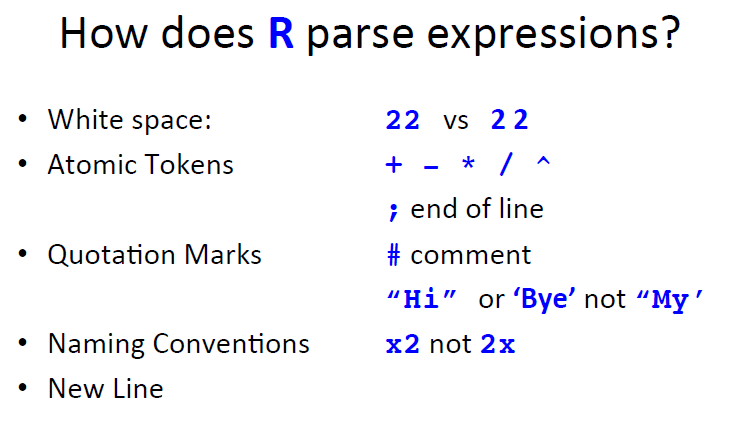 How does R parse expressions?
• White space: 22 vs 2 2
• Atomic Tokens + – * / ^
; end of line
• Quotation Marks # comment
“Hi” or ‘Bye’ not “My’
• Naming Conventions x2 not 2x
• New Line